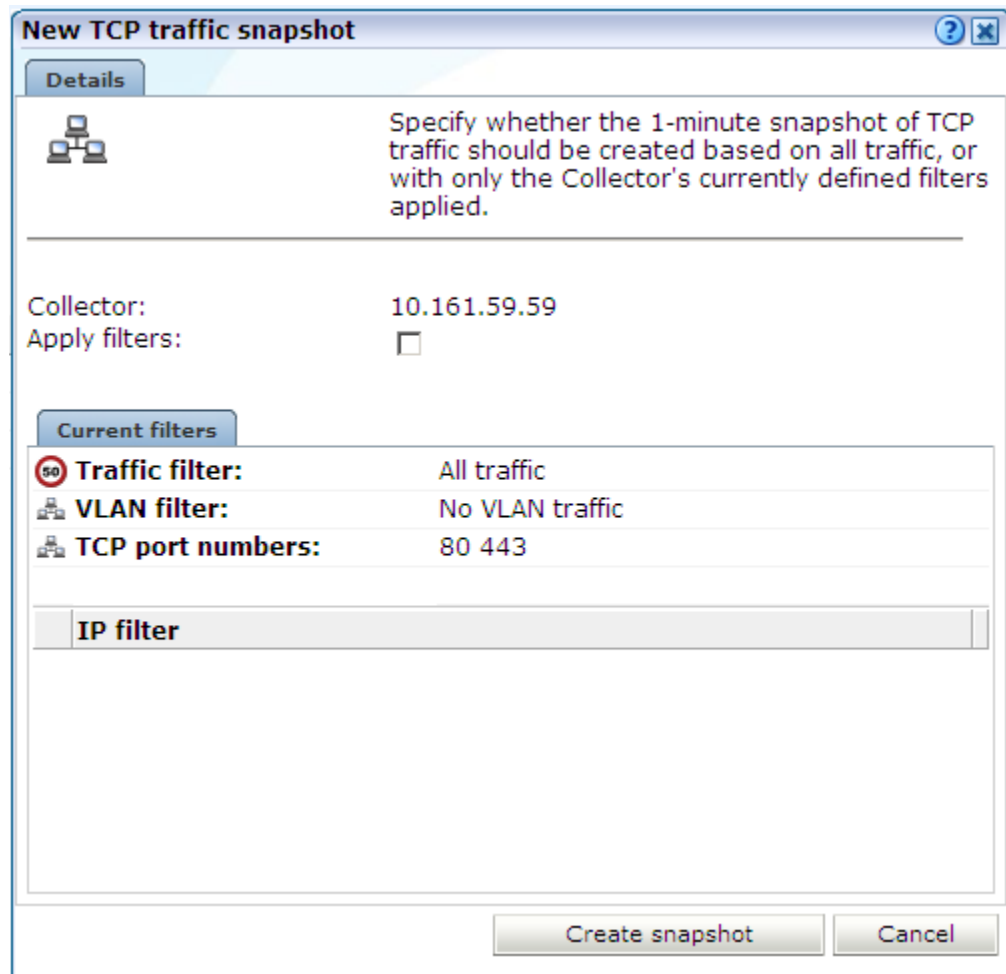 New TCP traffic snapshot
Details
Specify whether the 1-minute snapshot of TCP
traffic should be created based on all traffic, or
with only the Collector's currently defined filters
applied.
Collector: 10.161.59.59
Apply filters:
Current filters
50 Traffic filter: All traffic
VLAN filter: No VLAN traffic
TCP port numbers: 80 443
IP filter
Create snapshot Cancel